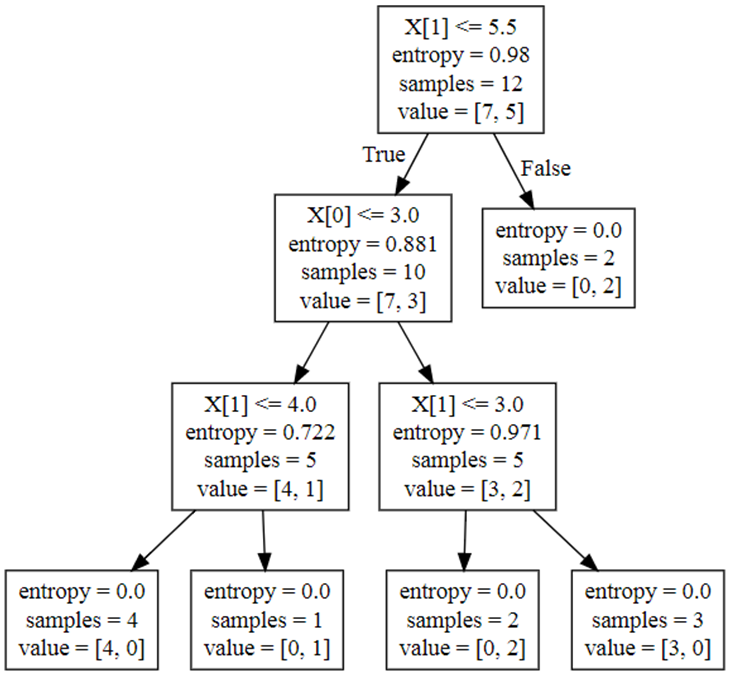 X[1] <= 5.5
entropy = 0.98
samples = 12
value = [7, 5]
True
False
X[0] <= 3.0
entropy = 0.881
samples = 10
value = [7, 3]
entropy = 0.0
samples = 2
value = [0, 2]
X[1] <= 4.0
entropy = 0.722
samples = 5
value = [4, 1]
X[1] <= 3.0
entropy = 0.971
samples = 5
value = [3, 2]
entropy = 0.0
samples = 4
value = [4, 0]
entropy = 0.0
samples = 1
value = [0, 1]
entropy = 0.0
samples = 2
value = [0, 2]
entropy = 0.0
samples = 3
value = [3, 0]